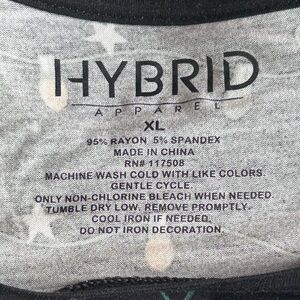 HYBRID
APPAREL
XL
95% RAYON 5% SPANDEX
MADE IN CHINA
RN# 117508
MACHINE WASH COLD WITH LIKE COLORS.
GENTLE CYCLE.
ONLY NON-CHLORINE BLEACH WHEN NEEDED.
TUMBLE DRY LOW. REMOVE PROMPTLY.
COOL IRON IF NEEDED.
DO NOT IRON DECORATION.